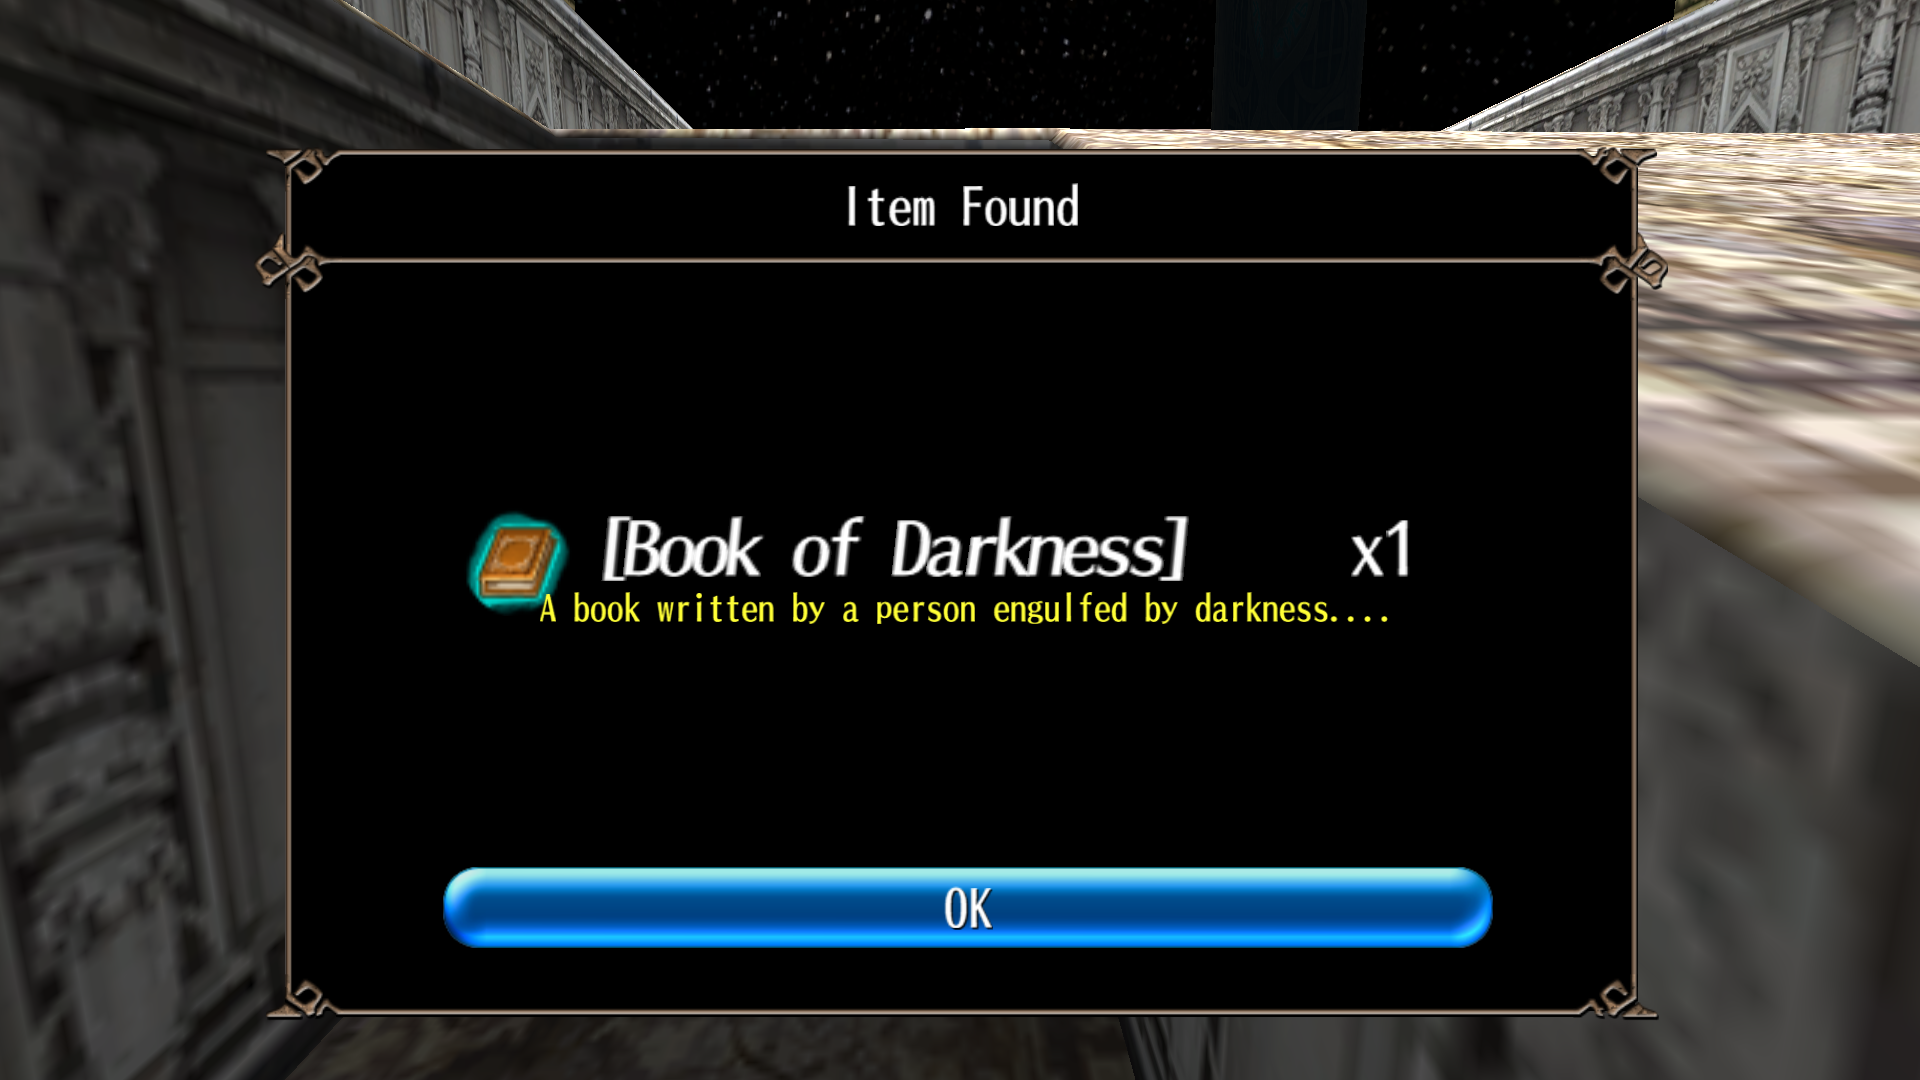 Item Found
[Book of Darkness] x1
A book written by a person engulfed by darkness....
OK